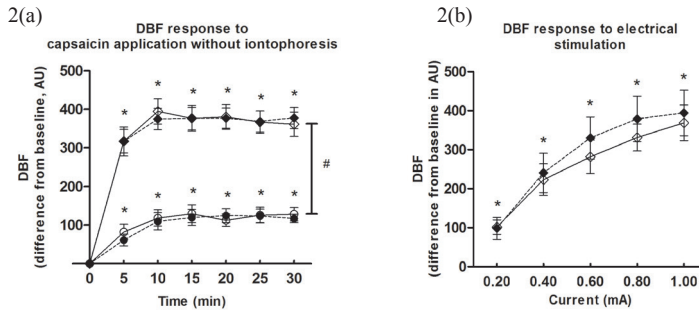 2(a)
DBF response to
capsaicin application without iontophoresis
DBF
(difference from baseline, AU)
500
400
300
200
100
0
* * * * * *
* * * * * *
#
0 5 10 15 20 25 30
Time (min)
2(b)
DBF response to electrical
stimulation
DBF
(difference from baseline in AU)
500
400
300
200
100
0
* * * * *
0.20 0.40 0.60 0.80 1.00
Current (mA)